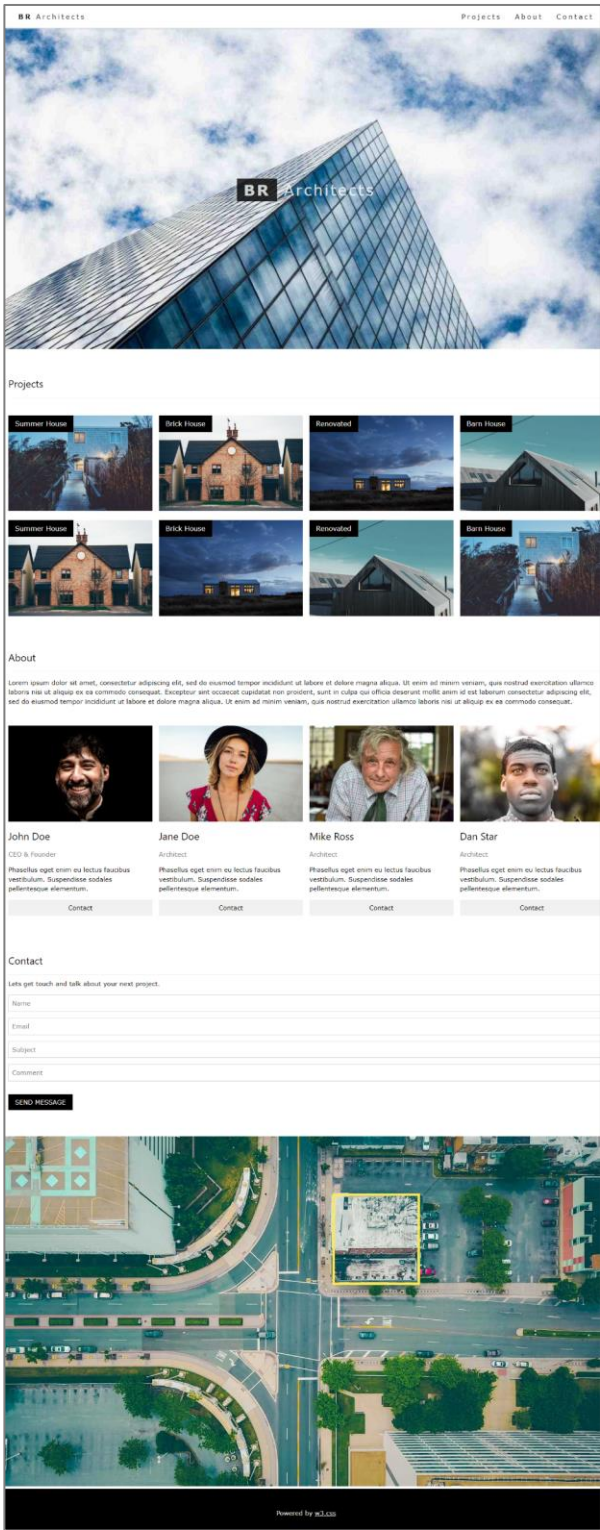 BR Architects
Projects About Contact
BR Architects
Projects
Summer House
Brick House
Renovated
Barn House
Summer House
Brick House
Renovated
Barn House
About
Lorem ipsum dolor sit amet, consectetur adipiscing elit, sed do eiusmod tempor incididunt ut labore et dolore magna aliqua. Ut enim ad minim veniam, quis nostrud exercitation ullamco
laboris nisi ut aliquip ex ea commodo consequat. Excepteur sint occaecat cupidatat non proident, sunt in culpa qui officia deserunt mollit anim id est laborum consectetur adipiscing elit,
sed do eiusmod tempor incididunt ut labore et dolore magna aliqua. Ut enim ad minim veniam, quis nostrud exercitation ullamco laboris nisi ut aliquip ex ea commodo consequat.
John Doe
CEO & Founder
Phasellus eget enim eu lectus faucibus
vestibulum. Suspendisse sodales
pellentesque elementum.
Contact
Jane Doe
Architect
Phasellus eget enim eu lectus faucibus
vestibulum. Suspendisse sodales
pellentesque elementum.
Contact
Mike Ross
Architect
Phasellus eget enim eu lectus faucibus
vestibulum. Suspendisse sodales
pellentesque elementum.
Contact
Dan Star
Architect
Phasellus eget enim eu lectus faucibus
vestibulum. Suspendisse sodales
pellentesque elementum.
Contact
Contact
Lets get touch and talk about your next project.
Name
Email
Subject
Comment
SEND MESSAGE
Powered by w3.css